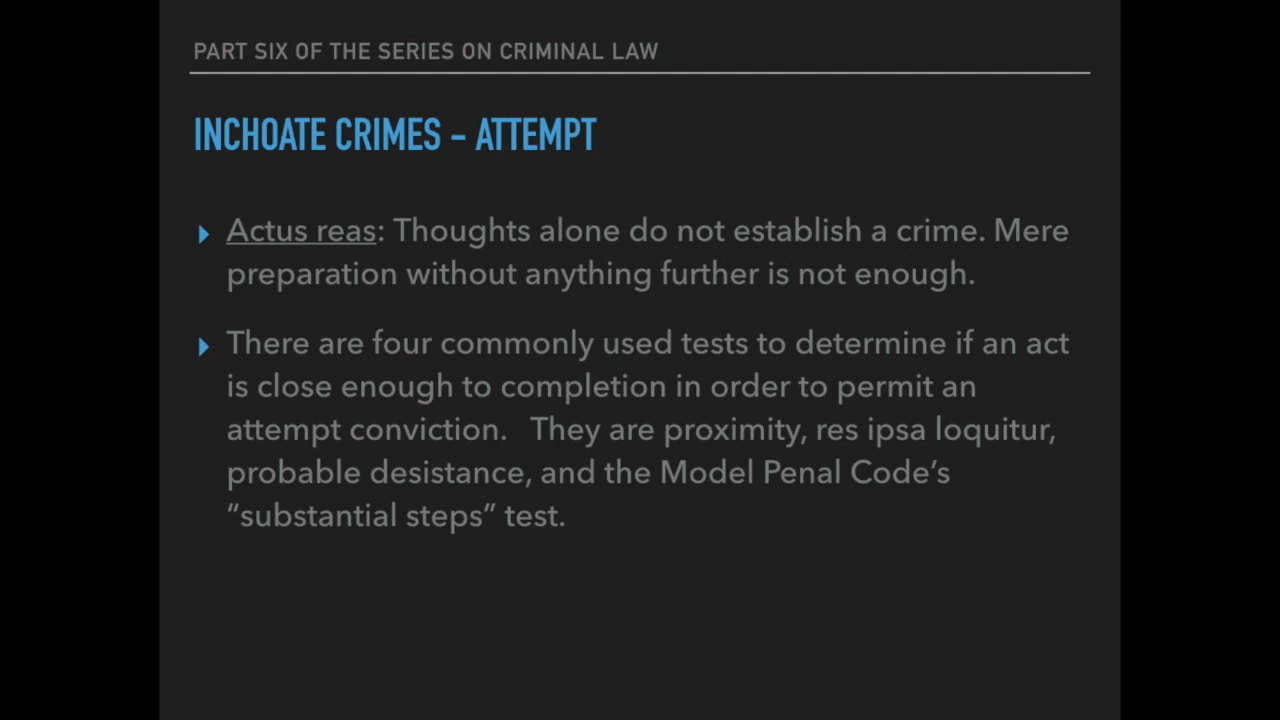 PART SIX OF THE SERIES ON CRIMINAL LAW
INCHOATE CRIMES – ATTEMPT
Actus reas: Thoughts alone do not establish a crime. Mere
preparation without anything further is not enough.
There are four commonly used tests to determine if an act
is close enough to completion in order to permit an
attempt conviction. They are proximity, res ipsa loquitur,
probable desistance, and the Model Penal Code’s
“substantial steps” test.